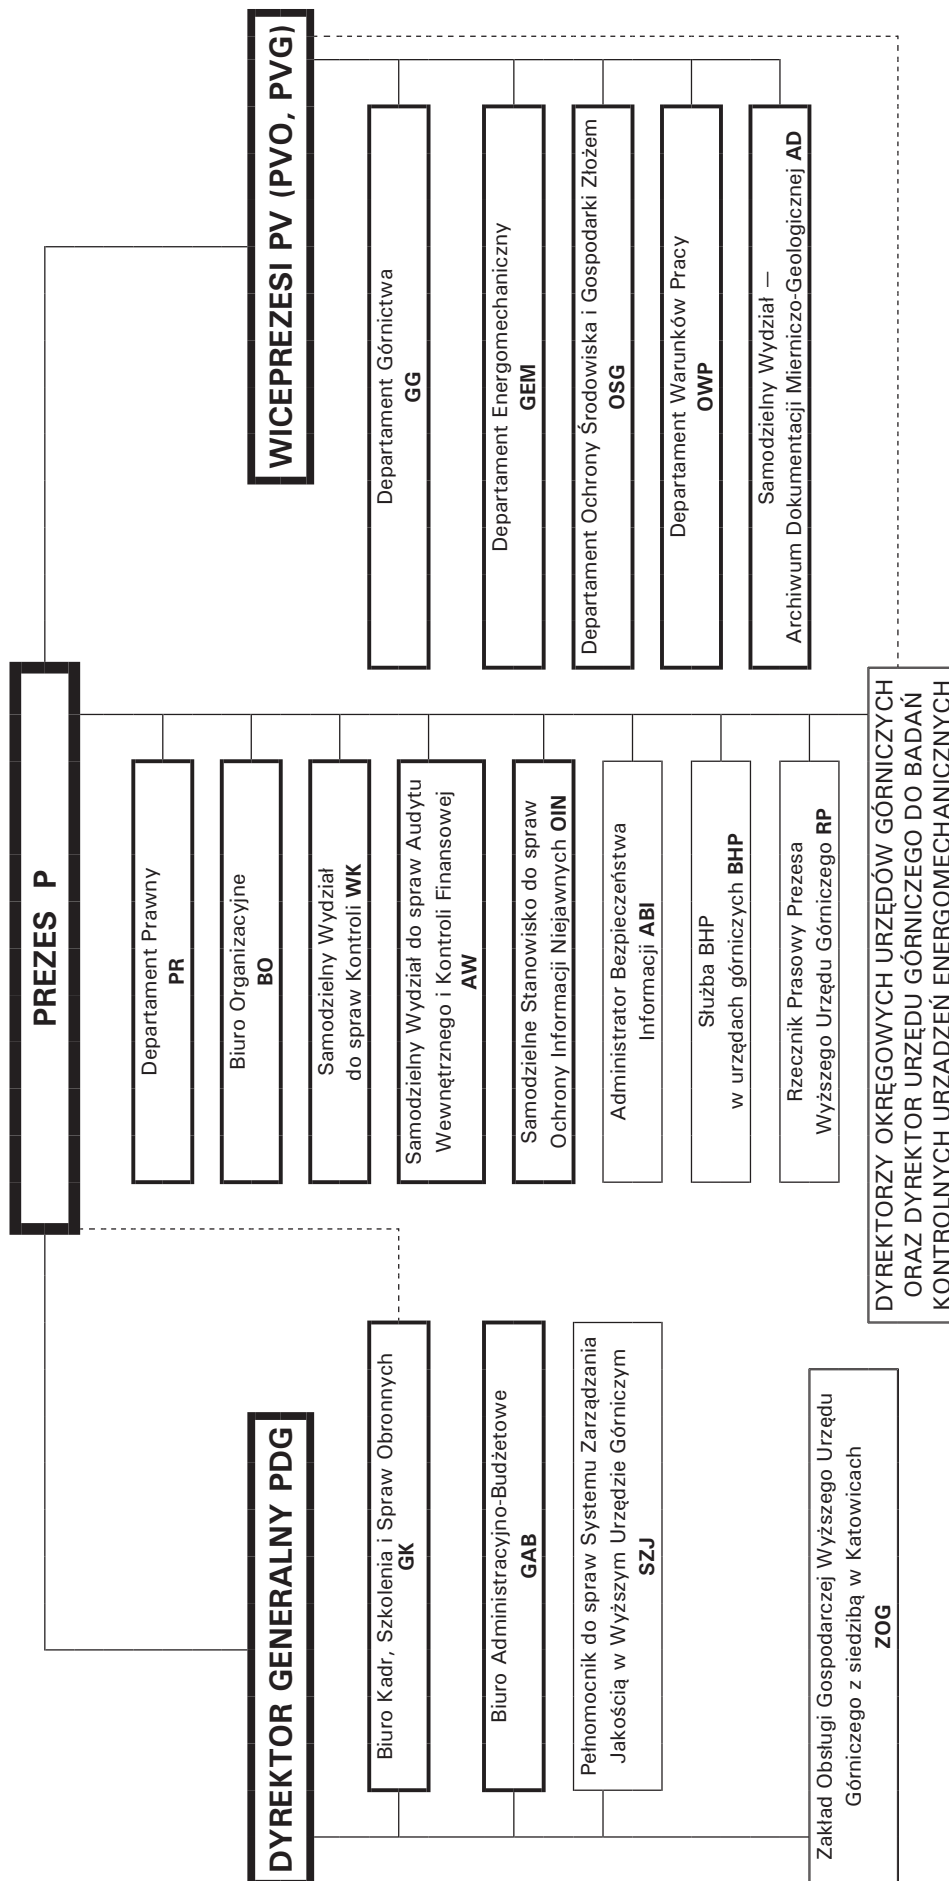 PREZES P
DYREKTOR GENERALNY PDG
WICEPREZESI PV (PVO, PVG)
Biuro Kadr, Szkolenia i Spraw Obronnych
GK
Biuro Administracyjno-Budżetowe
GAB
Pełnomocnik do spraw Systemu Zarządzania
Jakością w Wyższym Urzędzie Górniczym
SZJ
Zakład Obsługi Gospodarczej Wyższego Urzędu
Górniczego z siedzibą w Katowicach
ZOG
Departament Prawny
PR
Biuro Organizacyjne
BO
Samodzielny Wydział
do spraw Kontroli WK
Samodzielny Wydział do spraw Audytu
Wewnętrznego i Kontroli Finansowej
AW
Samodzielne Stanowisko do spraw
Ochrony Informacji Niejawnych OIN
Administrator Bezpieczeństwa
Informacji ABI
Służba BHP
w urzędach górniczych BHP
Rzecznik Prasowy Prezesa
Wyższego Urzędu Górniczego RP
DYREKTORZY OKRĘGOWYCH URZĘDÓW GÓRNICZYCH
ORAZ DYREKTOR URZĘDU GÓRNICZEGO DO BADAŃ
KONTROLNYCH URZĄDZEŃ ENERGOMECHANICZNYCH
Departament Górnictwa
GG
Departament Energomechaniczny
GEM
Departament Ochrony Środowiska i Gospodarki Złożem
OSG
Departament Warunków Pracy
OWP
Samodzielny Wydział —
Archiwum Dokumentacji Mierniczo-Geologicznej AD